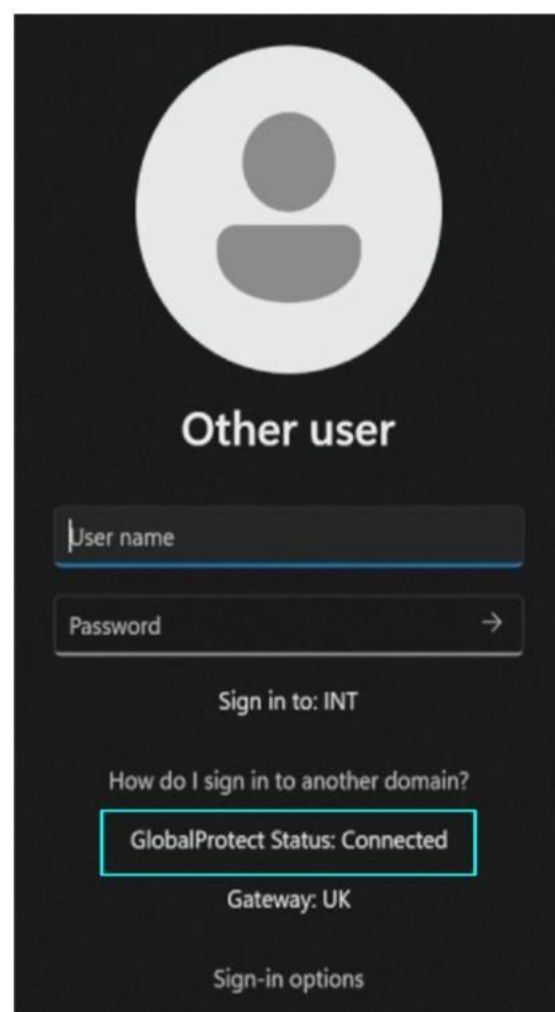 Other user
User name
Password
Sign in to: INT
How do I sign in to another domain?
GlobalProtect Status: Connected
Gateway: UK
Sign-in options